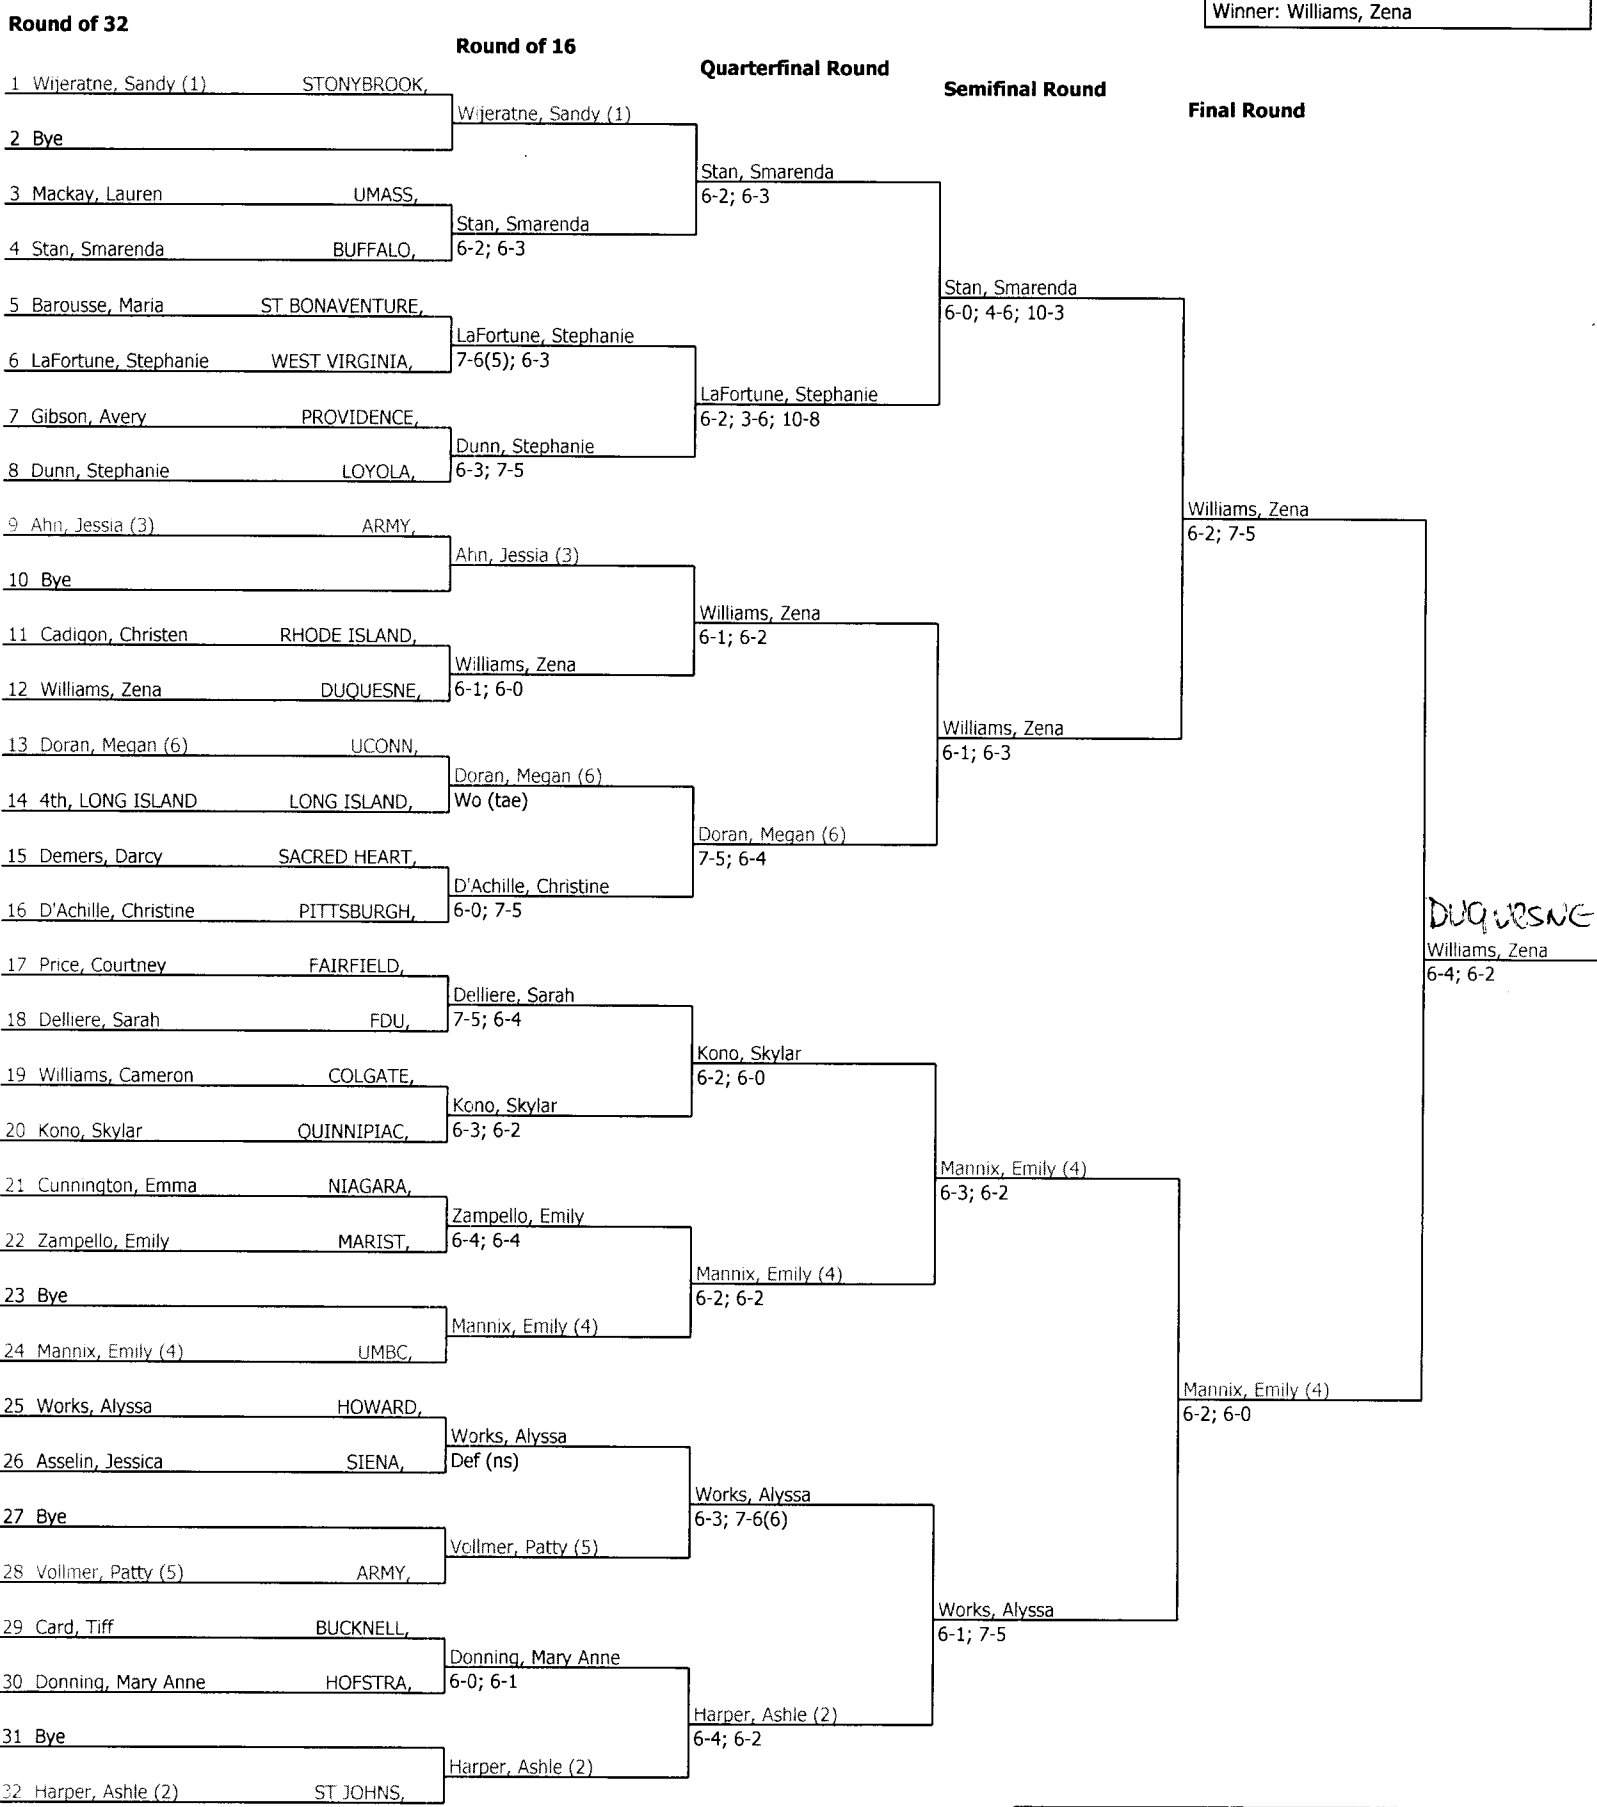 Winner: Williams, Zena
Round of 32
Round of 16
Quarterfinal Round
Semifinal Round
Final Round
1 Wijeratne, Sandy (1) STONYBROOK,
Wijeratne, Sandy (1)
2 Bye
Stan, Smarenda
6-2; 6-3
3 Mackay, Lauren UMASS,
Stan, Smarenda
4 Stan, Smarenda BUFFALO,
6-2; 6-3
Stan, Smarenda
6-0; 4-6; 10-3
5 Barousse, Maria ST BONAVENTURE,
LaFortune, Stephanie
6 LaFortune, Stephanie WEST VIRGINIA,
7-6(5); 6-3
LaFortune, Stephanie
6-2; 3-6; 10-8
7 Gibson, Avery PROVIDENCE,
Dunn, Stephanie
8 Dunn, Stephanie LOYOLA,
6-3; 7-5
Williams, Zena
6-2; 7-5
9 Ahn, Jessia (3) ARMY,
Ahn, Jessia (3)
10 Bye
Williams, Zena
6-1; 6-2
11 Cadigon, Christen RHODE ISLAND,
Williams, Zena
12 Williams, Zena DUQUESNE,
6-1; 6-0
Williams, Zena
6-1; 6-3
13 Doran, Megan (6) UCONN,
Doran, Megan (6)
14 4th, LONG ISLAND LONG ISLAND,
Wo (tae)
Doran, Megan (6)
7-5; 6-4
15 Demers, Darcy SACRED HEART,
D'Achille, Christine
16 D'Achille, Christine PITTSBURGH,
6-0; 7-5
DUQUESNE
Williams, Zena
6-4; 6-2
17 Price, Courtney FAIRFIELD,
Delliere, Sarah
18 Delliere, Sarah FDU,
7-5; 6-4
Kono, Skylar
6-2; 6-0
19 Williams, Cameron COLGATE,
Kono, Skylar
20 Kono, Skylar QUINNIPIAC,
6-3; 6-2
Mannix, Emily (4)
6-3; 6-2
21 Cunnington, Emma NIAGARA,
Zampello, Emily
22 Zampello, Emily MARIST,
6-4; 6-4
Mannix, Emily (4)
6-2; 6-2
23 Bye
Mannix, Emily (4)
24 Mannix, Emily (4) UMBC,
Mannix, Emily (4)
6-2; 6-0
25 Works, Alyssa HOWARD,
Works, Alyssa
26 Asselin, Jessica SIENA,
Def (ns)
Works, Alyssa
6-3; 7-6(6)
27 Bye
Vollmer, Patty (5)
28 Vollmer, Patty (5) ARMY,
Works, Alyssa
6-1; 7-5
29 Card, Tiff BUCKNELL,
Donning, Mary Anne
30 Donning, Mary Anne HOFSTRA,
6-0; 6-1
Harper, Ashle (2)
6-4; 6-2
31 Bye
Harper, Ashle (2)
32 Harper, Ashle (2) ST JOHNS,